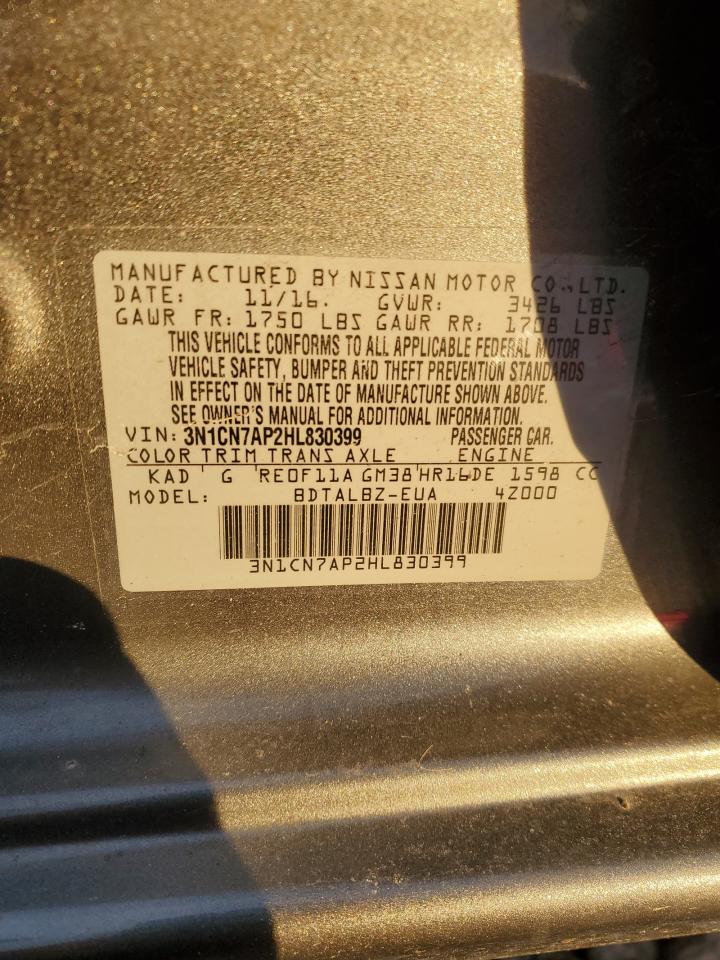 MANUFACTURED BY NISSAN MOTOR CO., LTD.
DATE: 11/16. GVWR: 3426 LBS
GAWR FR: 1750 LBS GAWR RR: 1708 LBS
THIS VEHICLE CONFORMS TO ALL APPLICABLE FEDERAL MOTOR
VEHICLE SAFETY, BUMPER AND THEFT PREVENTION STANDARDS
IN EFFECT ON THE DATE OF MANUFACTURE SHOWN ABOVE.
SEE OWNER'S MANUAL FOR ADDITIONAL INFORMATION.
VIN: 3N1CN7AP2HL830399 PASSENGER CAR.
COLOR TRIM TRANS AXLE ENGINE
KAD G RE0F11A GM38 HR16DE 1598 CC
MODEL: BDTALBZ-EUA 4Z000
3N1CN7AP2HL830399